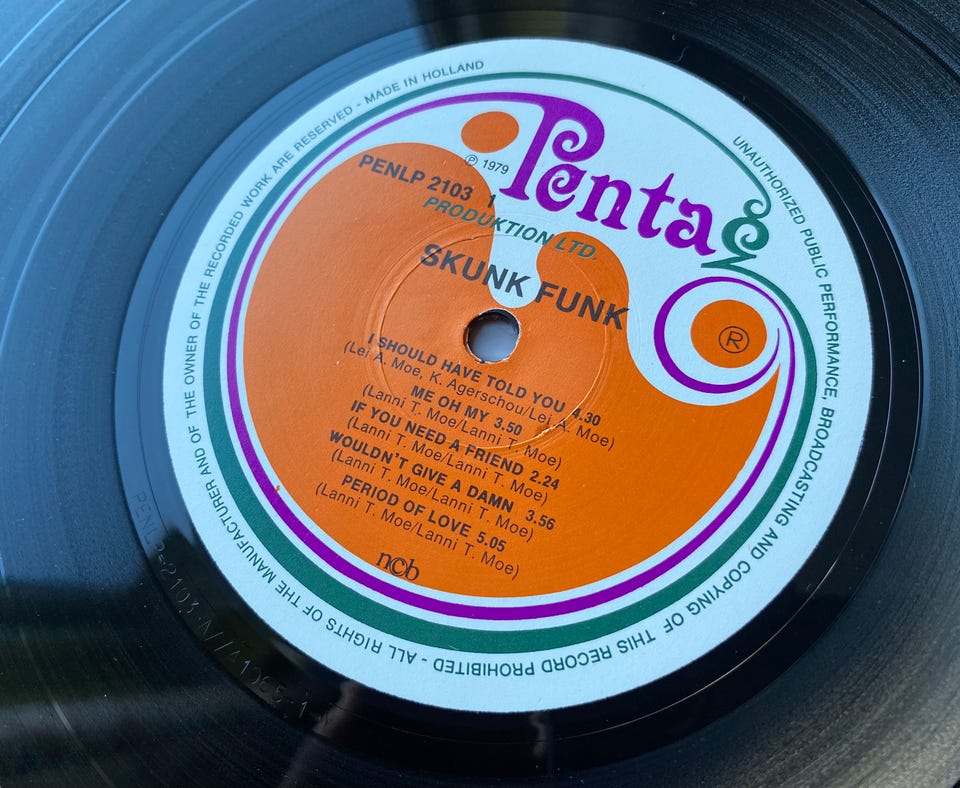 Penta
℗ 1979
PENLP 2103 1
PRODUKTION LTD.
SKUNK FUNK
®
I SHOULD HAVE TOLD YOU 4.30
(Lei A. Moe, K. Agerschou/Lei A. Moe)
ME OH MY 3.50
(Lanni T. Moe/Lanni T. Moe)
IF YOU NEED A FRIEND 2.24
(Lanni T. Moe/Lanni T. Moe)
WOULDN'T GIVE A DAMN 3.56
(Lanni T. Moe/Lanni T. Moe)
PERIOD OF LOVE 5.05
(Lanni T. Moe/Lanni T. Moe)
ncb
UNAUTHORIZED PUBLIC PERFORMANCE, BROADCASTING AND COPYING OF THIS RECORD PROHIBITED - ALL RIGHTS OF THE MANUFACTURER AND OF THE OWNER OF THE RECORDED WORK ARE RESERVED - MADE IN HOLLAND